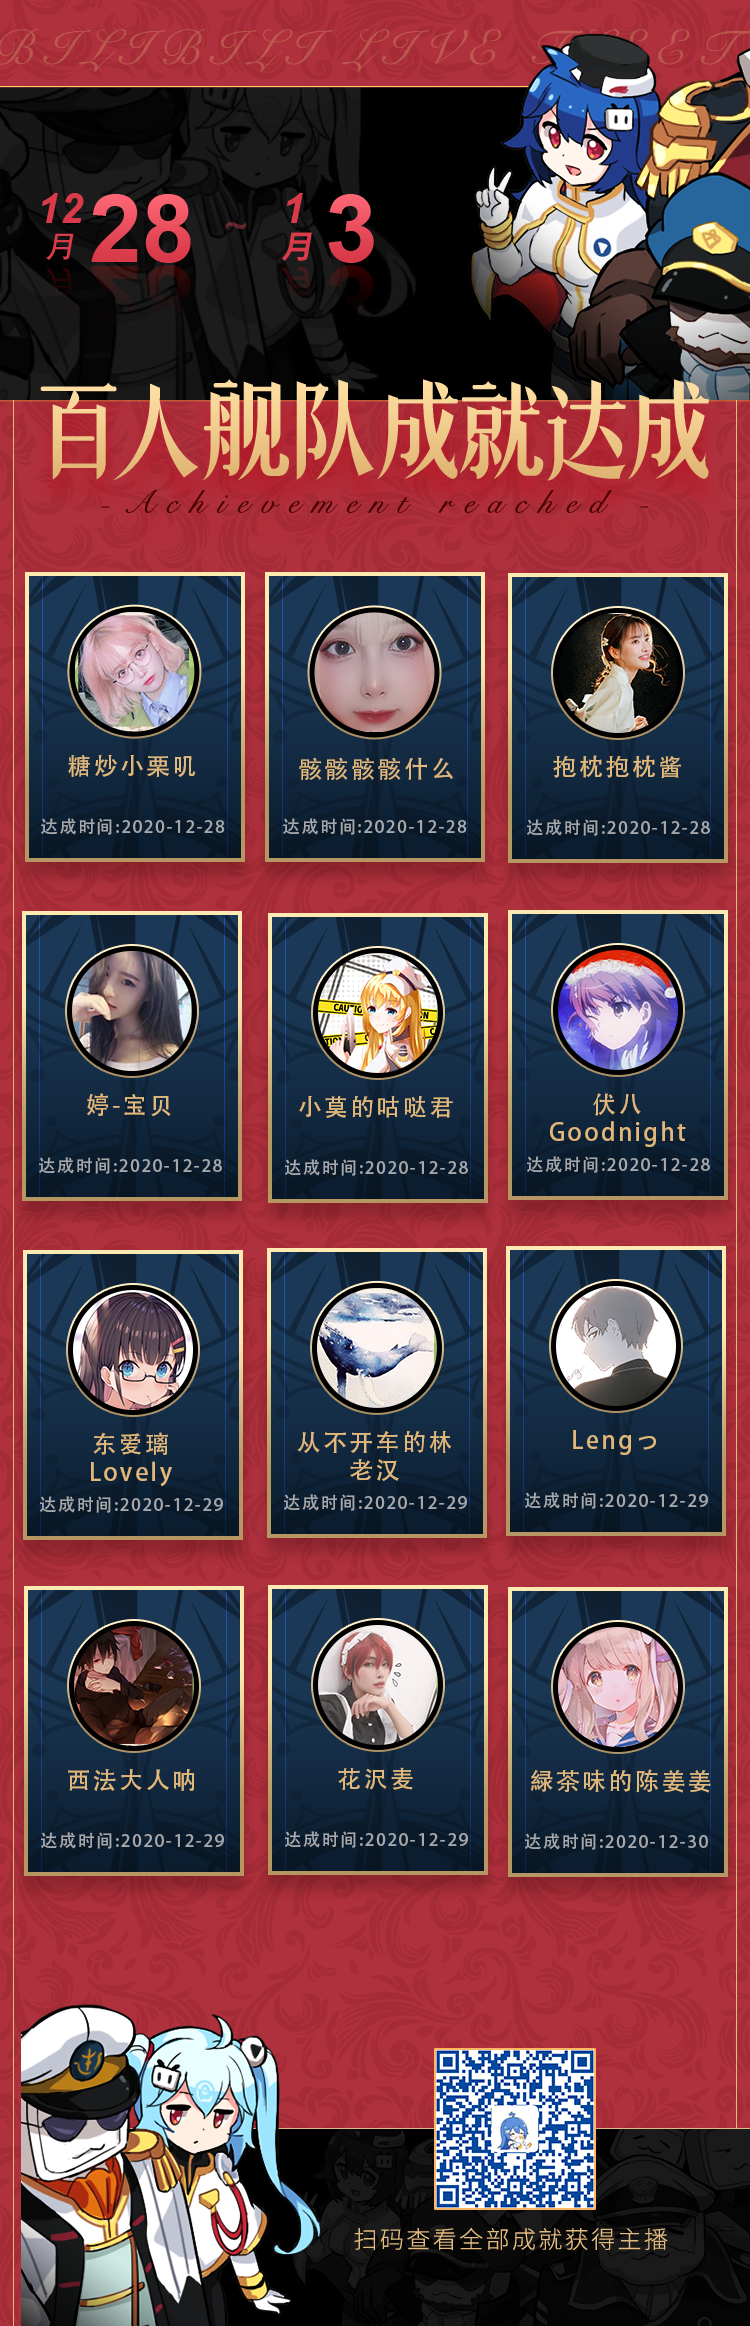 BILIBILI LIVE
12月28 ~ 1月3
百人舰队成就达成
- Achievement reached -
糖炒小栗叽
达成时间:2020-12-28
骸骸骸骸什么
达成时间:2020-12-28
抱枕抱枕酱
达成时间:2020-12-28
婷-宝贝
达成时间:2020-12-28
CAUTIO
小莫的咕哒君
达成时间:2020-12-28
伏八
Goodnight
达成时间:2020-12-28
东爱璃
Lovely
达成时间:2020-12-29
从不开车的林
老汉
达成时间:2020-12-29
Lengっ
达成时间:2020-12-29
西法大人呐
达成时间:2020-12-29
花沢麦
达成时间:2020-12-29
緑茶味的陈姜姜
达成时间:2020-12-30
扫码查看全部成就获得主播